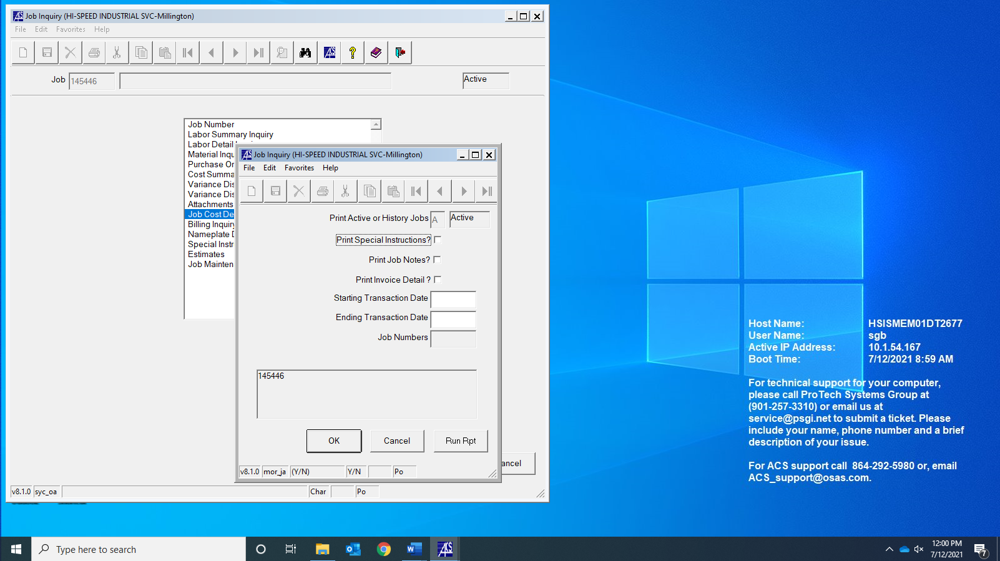 Job Inquiry (HI-SPEED INDUSTRIAL SVC-Millington)
File Edit Favorites Help
Job 145446 Active
Job Number
Labor Summary Inquiry
Labor Detail
Material Inqu
Purchase Or
Cost Summa
Variance Dis
Variance Dis
Attachments
Job Cost De
Billing Inquiry
Nameplate D
Special Instr
Estimates
Job Mainten
Job Inquiry (HI-SPEED INDUSTRIAL SVC-Millington)
File Edit Favorites Help
Print Active or History Jobs A Active
Print Special Instructions?
Print Job Notes?
Print Invoice Detail ?
Starting Transaction Date
Ending Transaction Date
Job Numbers
145446
OK Cancel Run Rpt
v8.1.0 mor_ja (Y/N) Y/N Po
ancel
v8.1.0 syc_oa Char Po
Host Name: HSISMEM01DT2677
User Name: sgb
Active IP Address: 10.1.54.167
Boot Time: 7/12/2021 8:59 AM
For technical support for your computer,
please call ProTech Systems Group at
(901-257-3310) or email us at
service@psgi.net to submit a ticket. Please
include your name, phone number and a brief
description of your issue.
For ACS support call 864-292-5980 or, email
ACS_support@osas.com.
Type here to search
12:00 PM
7/12/2021
7